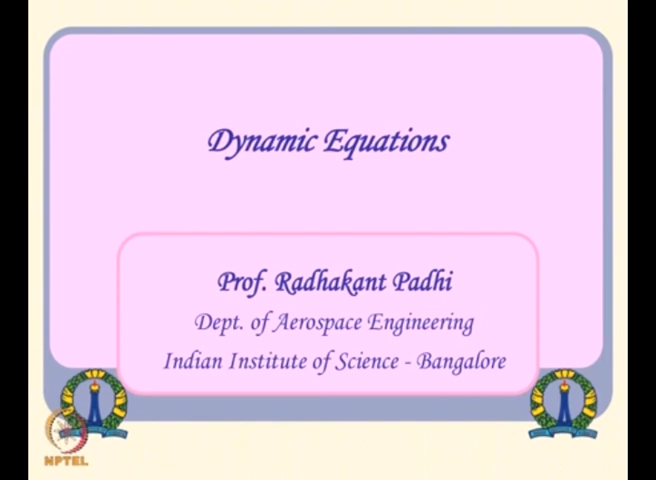 Dynamic Equations
Prof. Radhakant Padhi
Dept. of Aerospace Engineering
Indian Institute of Science - Bangalore
NPTEL